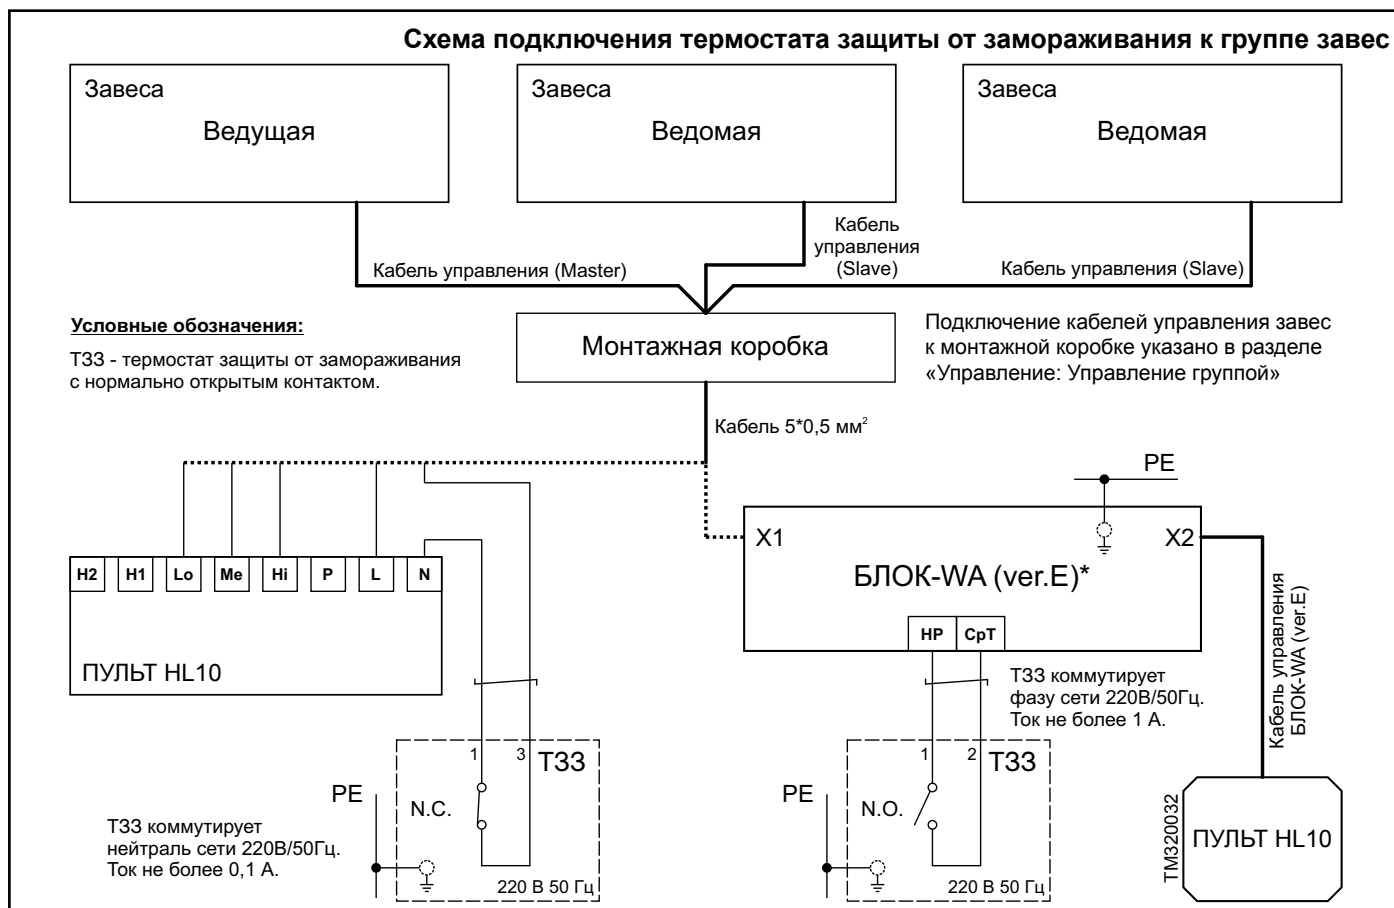 Схема подключения термостата защиты от замораживания к группе завес
Завеса
Ведущая
Завеса
Ведомая
Завеса
Ведомая
Кабель управления (Master)
Кабель
управления
(Slave)
Кабель управления (Slave)
Условные обозначения:
ТЗЗ - термостат защиты от замораживания
с нормально открытым контактом.
Монтажная коробка
Подключение кабелей управления завес
к монтажной коробке указано в разделе
«Управление: Управление группой»
Кабель 5*0,5 мм²
H2 H1 Lo Me Hi P L N
ПУЛЬТ HL10
PE
X1
X2
БЛОК-WA (ver.E)*
НР СрТ
ТЗЗ коммутирует
фазу сети 220В/50Гц.
Ток не более 1 А.
Кабель управления
БЛОК-WA (ver.E)
1 3 ТЗЗ
PE
N.C.
220 В 50 Гц
ТЗЗ коммутирует
нейтраль сети 220В/50Гц.
Ток не более 0,1 А.
1 2 ТЗЗ
PE
N.O.
220 В 50 Гц
TM320032
ПУЛЬТ HL10